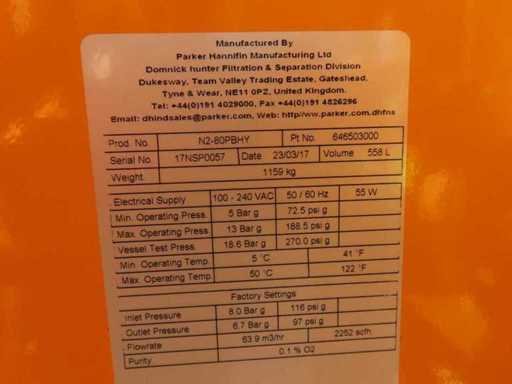 Manufactured By
Parker Hannifin Manufacturing Ltd
Domnick hunter Filtration & Separation Division
Dukesway, Team Valley Trading Estate, Gateshead,
Tyne & Wear, NE11 0PZ, United Kingdom.
Tel: +44(0)191 4029000, Fax +44(0)191 4826296
Email: dhindsales@parker.com, Web: http//ww.parker.com.dhfns
Prod. No. N2-80PBHY Pt No. 646503000
Serial No. 17NSP0057 Date 23/03/17 Volume 558 L
Weight. 1159 kg
Electrical Supply 100 - 240 VAC 50 / 60 Hz 55 W
Min. Operating Press. 5 Bar g 72.5 psi g
Max. Operating Press. 13 Bar g 188.5 psi g
Vessel Test Press. 18.6 Bar g 270.0 psi g
Min. Operating Temp. 5 °C 41 °F
Max. Operating Temp. 50 °C 122 °F
Factory Settings
Inlet Pressure 8.0 Bar g 116 psi g
Outlet Pressure 6.7 Bar g 97 psi g
Flowrate 63.9 m3/hr 2252 scfh
Purity 0.1 % O2